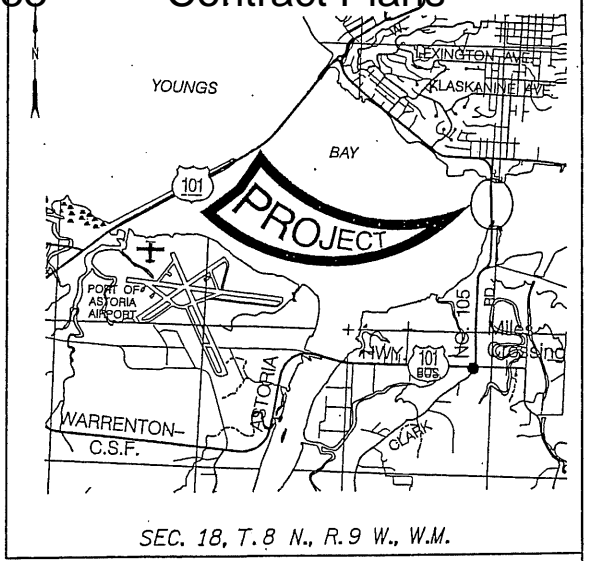 Contract Plans
N
LEXINGTON AVE.
KLASKANINE AVE
YOUNGS
BAY
101
PROJECT
PORT OF
ASTORIA
AIRPORT
NO. 105
RD.
Miles
Crossing
HWY.
101
BUS
ASTORIA
WARRENTON-
C.S.F.
CLARK
SEC. 18, T. 8 N., R. 9 W., W.M.